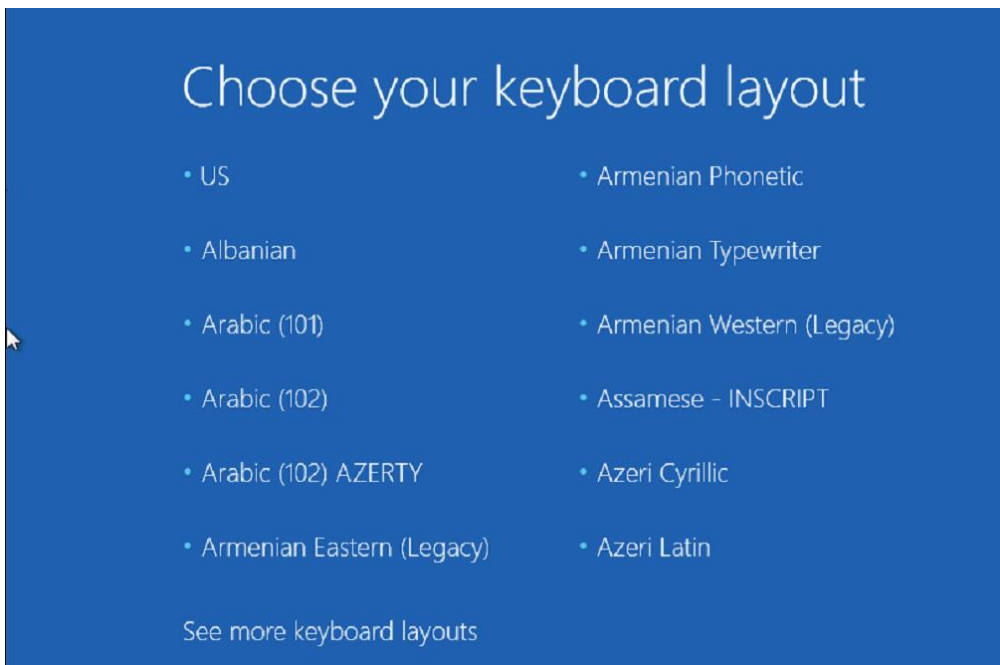 Choose your keyboard layout
• US
• Albanian
• Arabic (101)
• Arabic (102)
• Arabic (102) AZERTY
• Armenian Eastern (Legacy)
• Armenian Phonetic
• Armenian Typewriter
• Armenian Western (Legacy)
• Assamese - INSCRIPT
• Azeri Cyrillic
• Azeri Latin
See more keyboard layouts